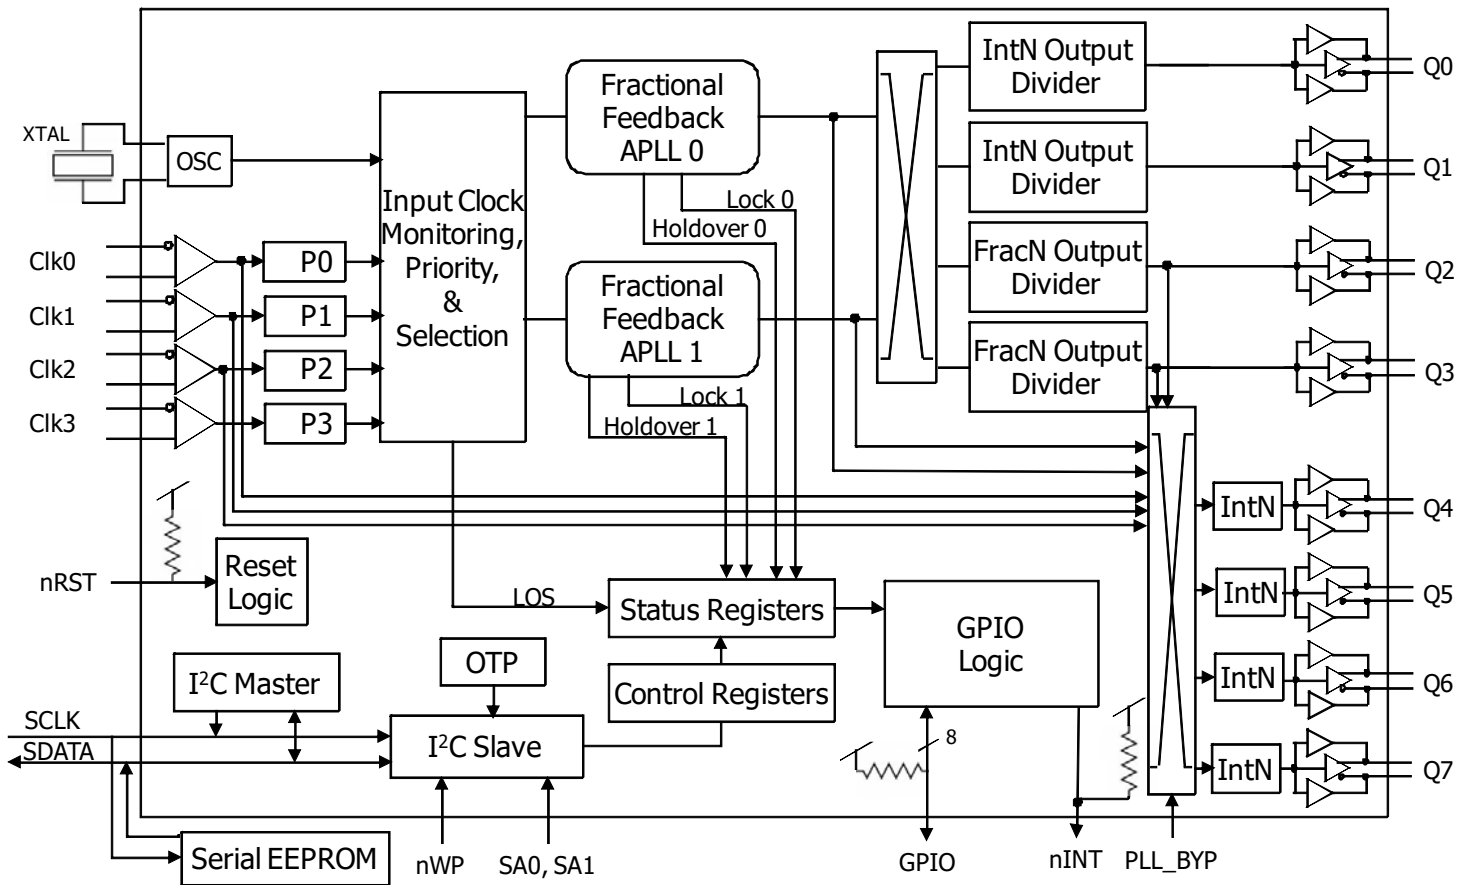 XTAL
OSC
Clk0
Clk1
Clk2
Clk3
P0
P1
P2
P3
Input Clock
Monitoring,
Priority,
&
Selection
Fractional
Feedback
APLL 0
Lock 0
Holdover 0
Fractional
Feedback
APLL 1
Lock 1
Holdover 1
IntN Output
Divider
IntN Output
Divider
FracN Output
Divider
FracN Output
Divider
Q0
Q1
Q2
Q3
IntN
Q4
IntN
Q5
IntN
Q6
IntN
Q7
nRST
Reset
Logic
LOS
Status Registers
GPIO
Logic
OTP
I²C Master
Control Registers
SCLK
SDATA
I²C Slave
8
Serial EEPROM
nWP
SA0, SA1
GPIO
nINT
PLL_BYP